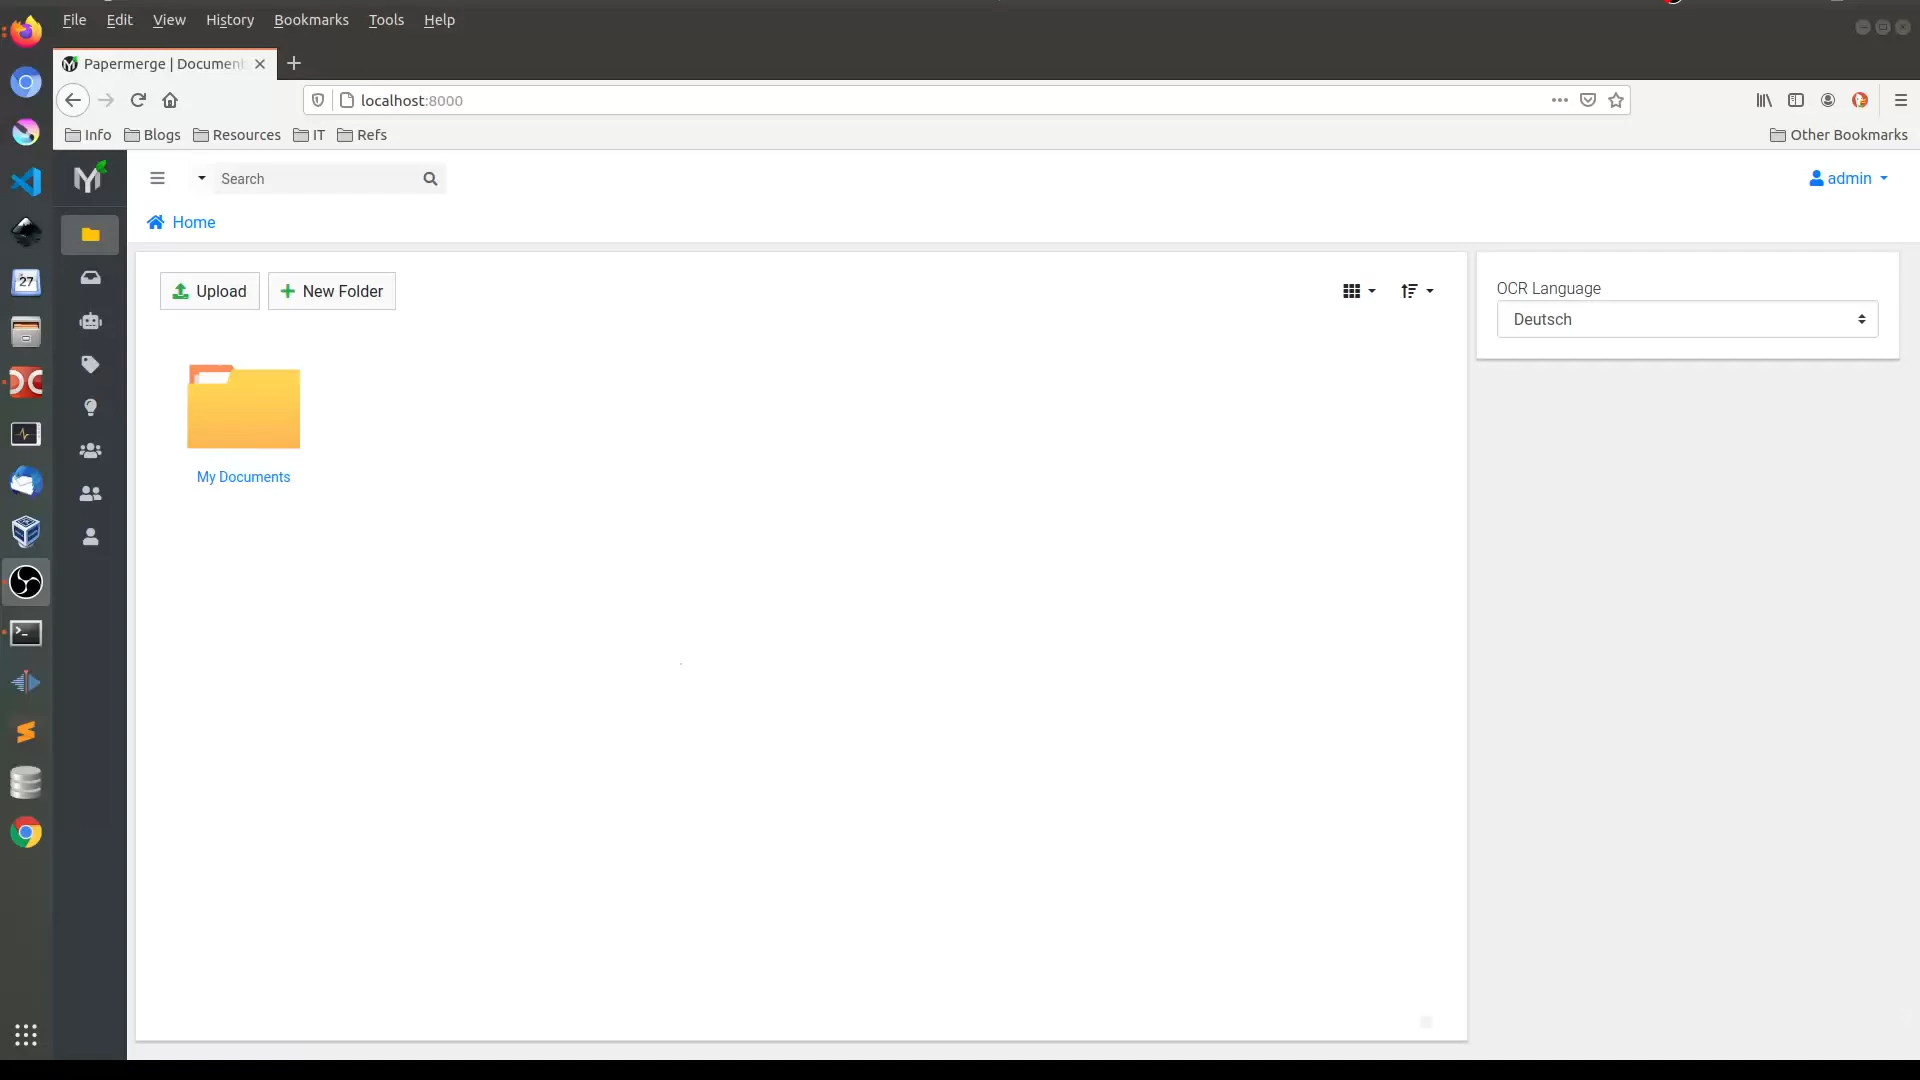 File Edit View History Bookmarks Tools Help
Papermerge | Document
localhost:8000
Info Blogs Resources IT Refs Other Bookmarks
Search
admin
Home
Upload
New Folder
OCR Language
Deutsch
My Documents
27